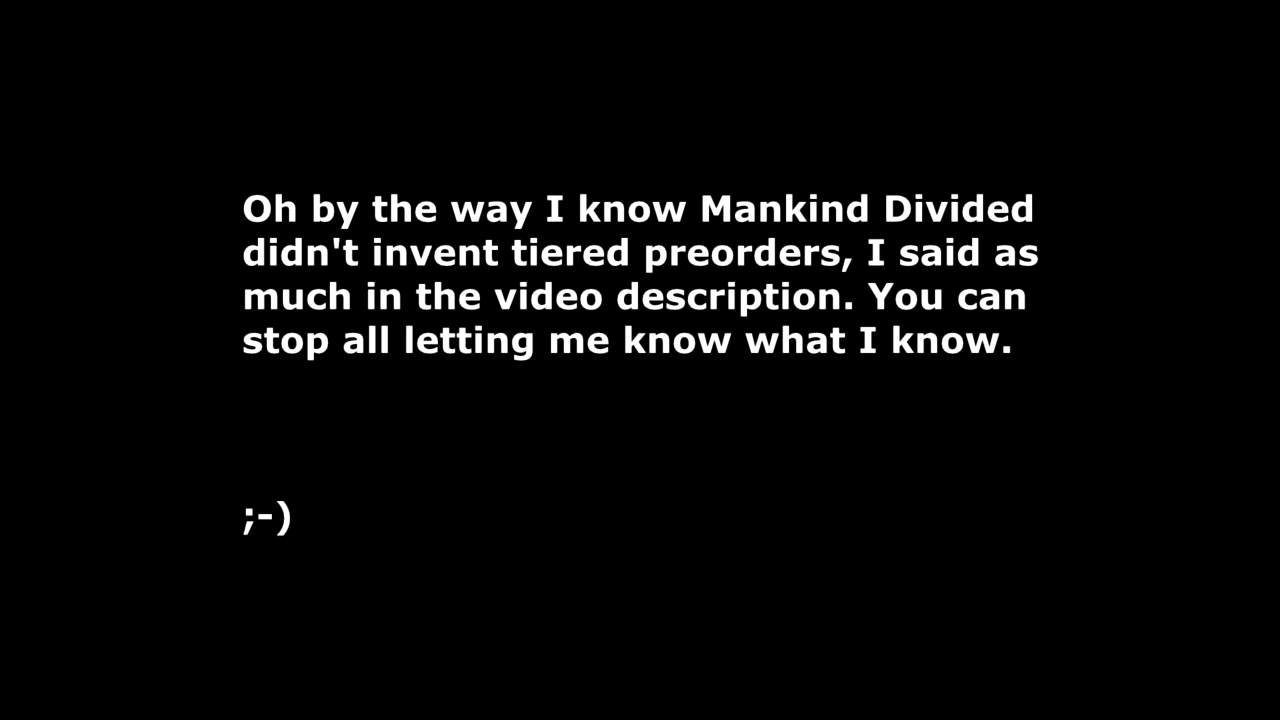 Oh by the way I know Mankind Divided
didn't invent tiered preorders, I said as
much in the video description. You can
stop all letting me know what I know.
;-)